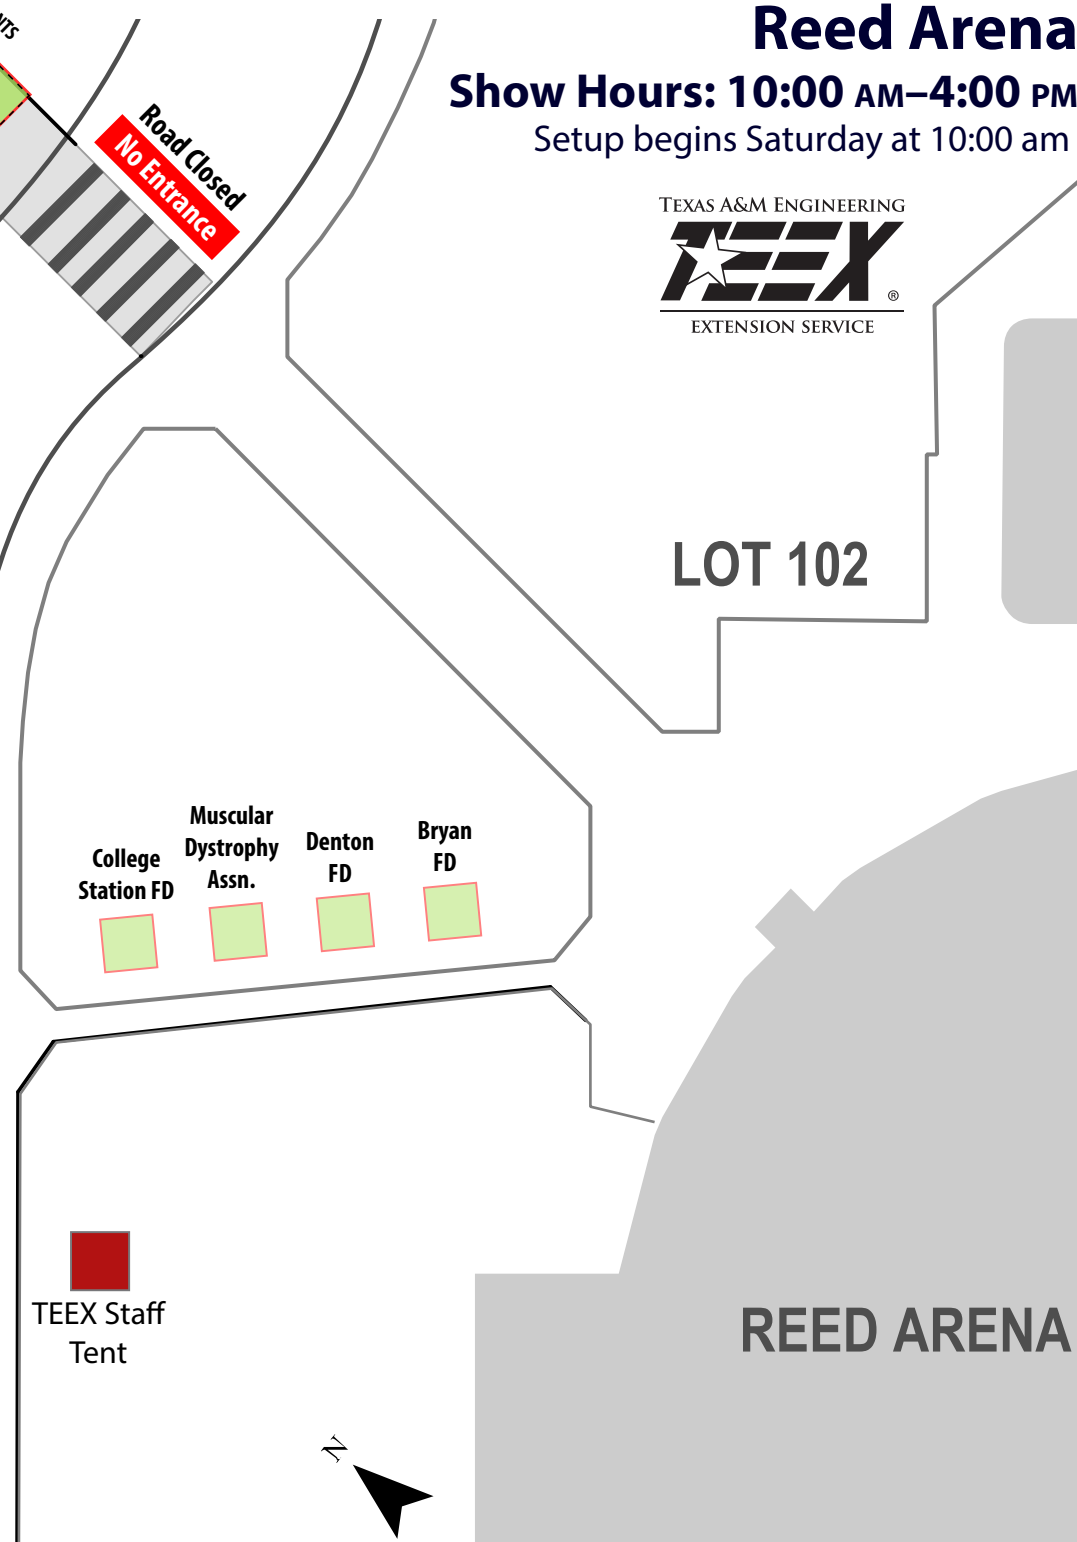 Reed Arena
Show Hours: 10:00 AM–4:00 PM
Setup begins Saturday at 10:00 am
Road Closed
No Entrance
TEXAS A&M ENGINEERING
TEEX
®
EXTENSION SERVICE
LOT 102
Muscular
Dystrophy
Assn.
College
Station FD
Denton
FD
Bryan
FD
TEEX Staff
Tent
REED ARENA
N